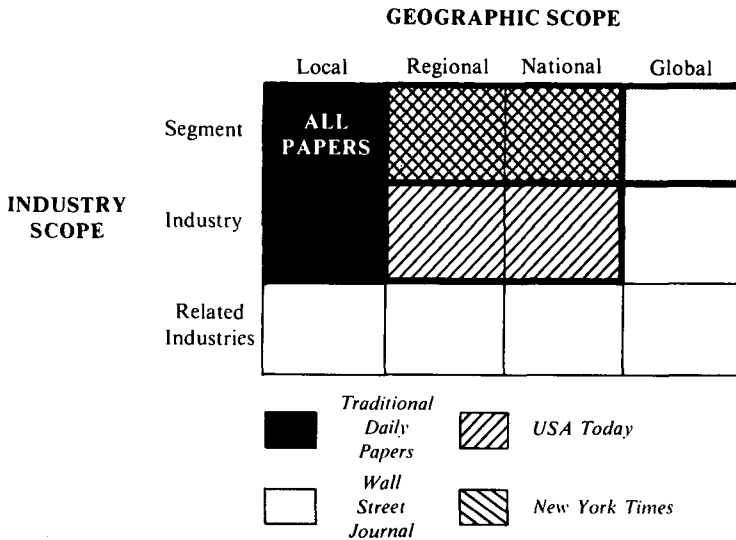 GEOGRAPHIC SCOPE
Local Regional National Global
Segment
ALL
PAPERS
INDUSTRY
SCOPE
Industry
Related
Industries
Traditional
Daily
Papers
USA Today
Wall
Street
Journal
New York Times